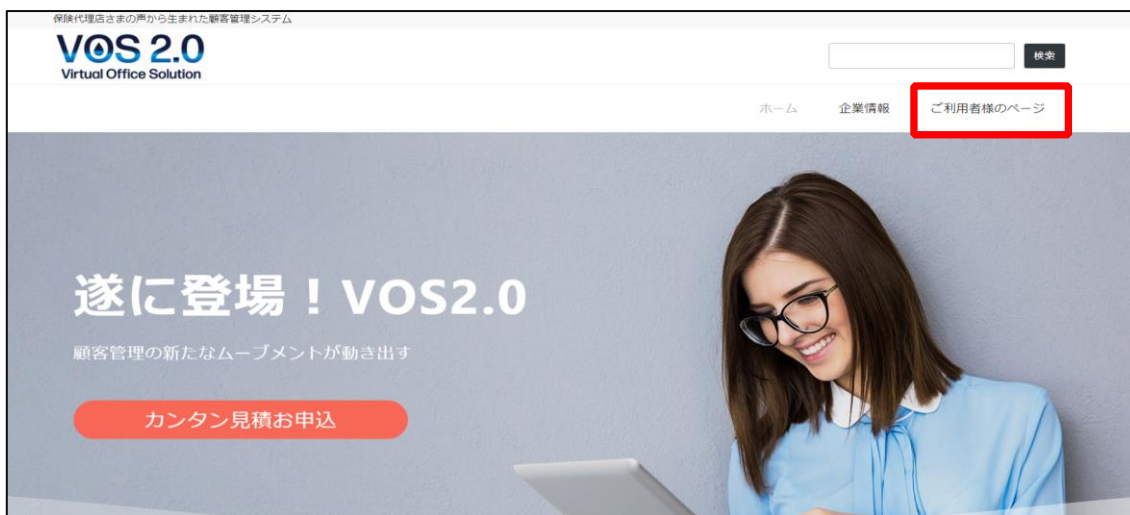 保険代理店さまの声から生まれた顧客管理システム
VOS 2.0
Virtual Office Solution
検索
ホーム 企業情報 ご利用者様のページ
遂に登場！VOS2.0
顧客管理の新たなムーブメントが動き出す
カンタン見積お申込